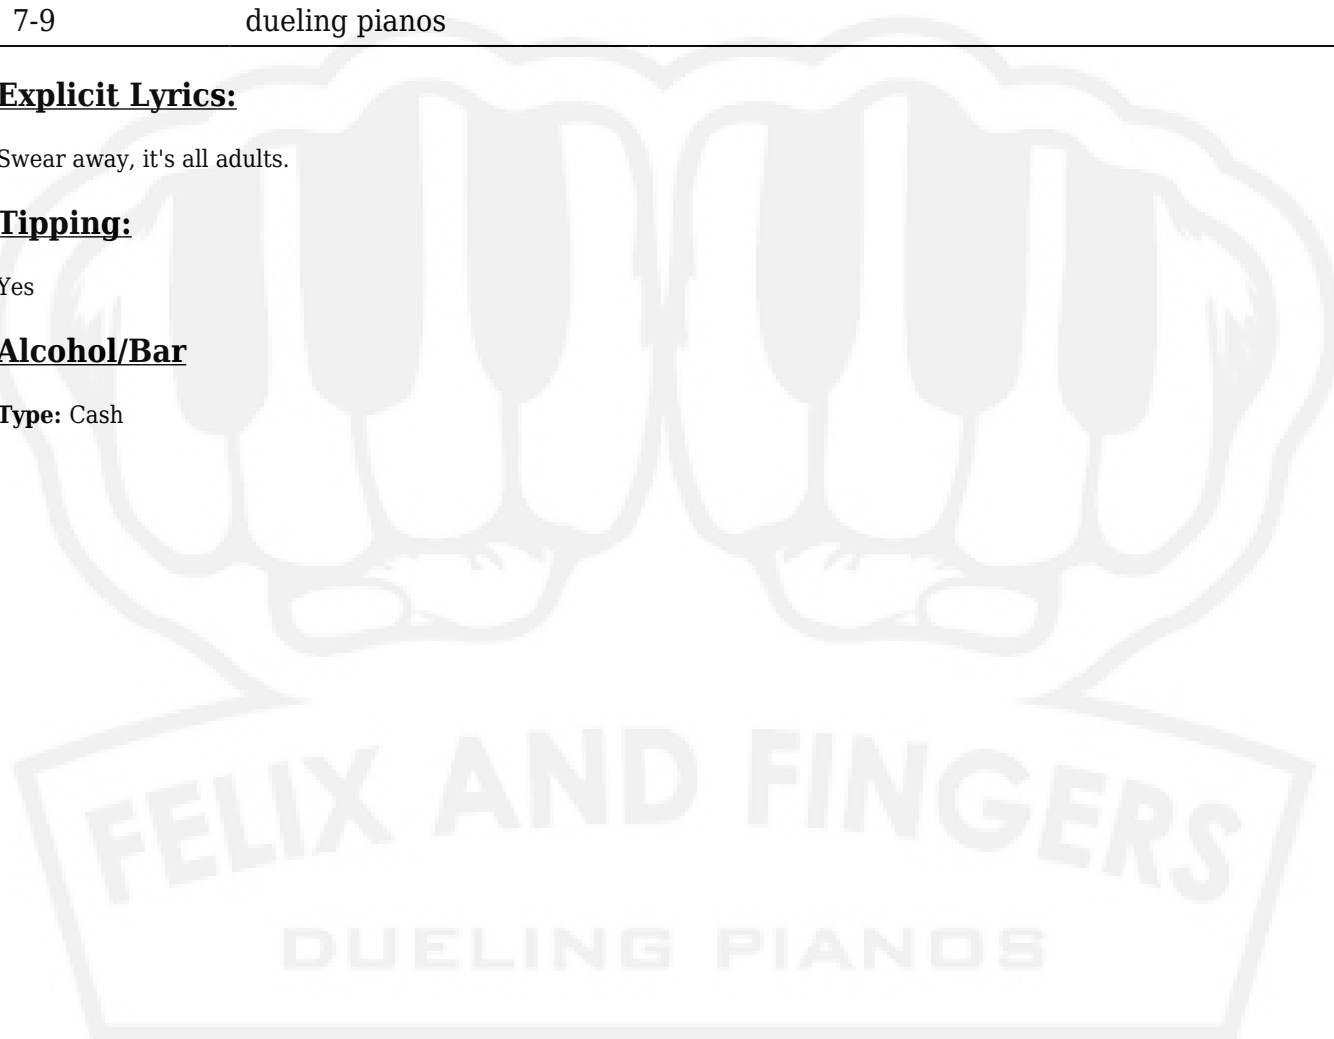 7-9 dueling pianos
Explicit Lyrics:
Swear away, it's all adults.
Tipping:
Yes
Alcohol/Bar
Type: Cash
FELIX AND FINGERS
DUELING PIANOS